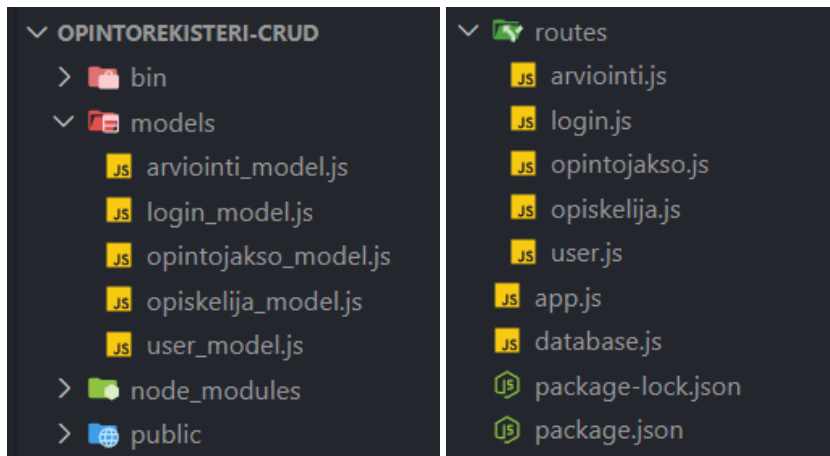 OPINTOREKISTERI-CRUD
bin
models
arviointi_model.js
login_model.js
opintojakso_model.js
opiskelija_model.js
user_model.js
node_modules
public
routes
arviointi.js
login.js
opintojakso.js
opiskelija.js
user.js
app.js
database.js
package-lock.json
package.json